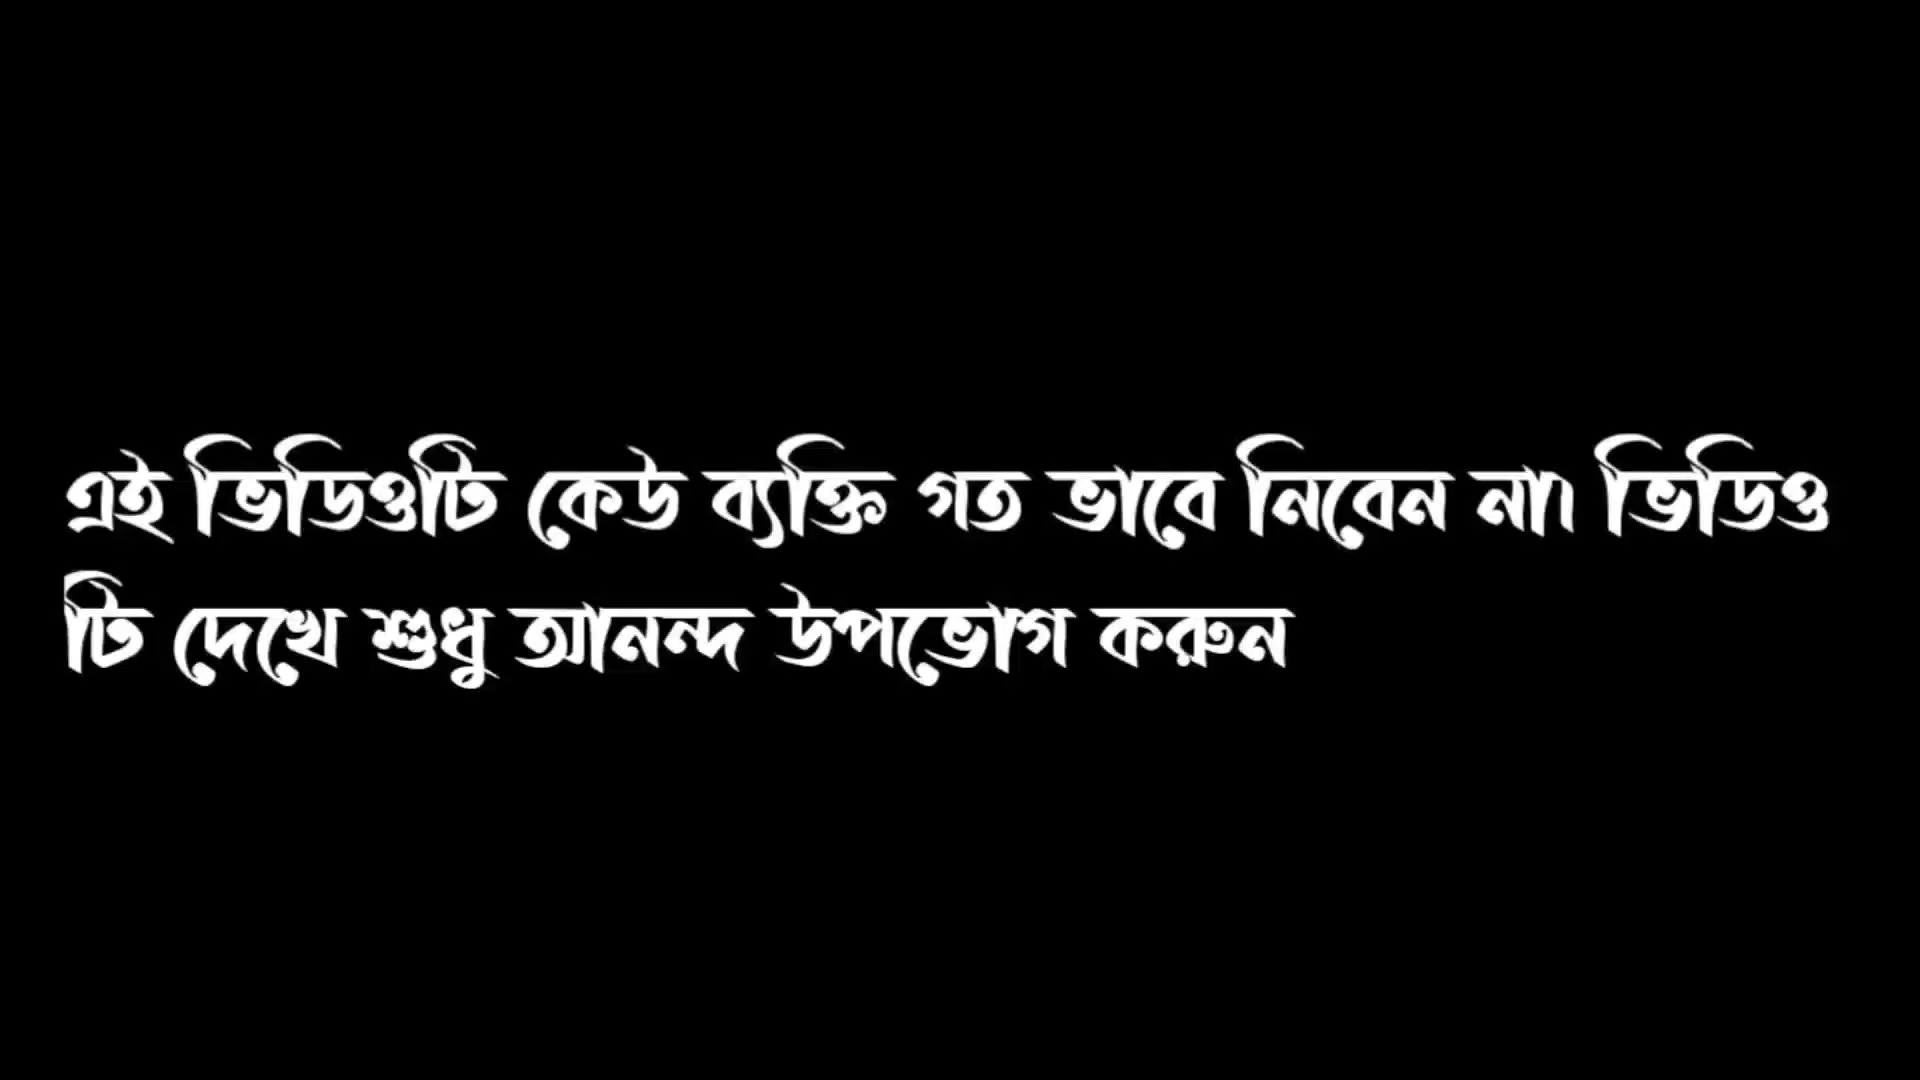 এই ভিডিওটি কেউ ব্যক্তি গত ভাবে নিবেন না। ভিডিও
টি দেখে শুধু আনন্দ উপভোগ করুন